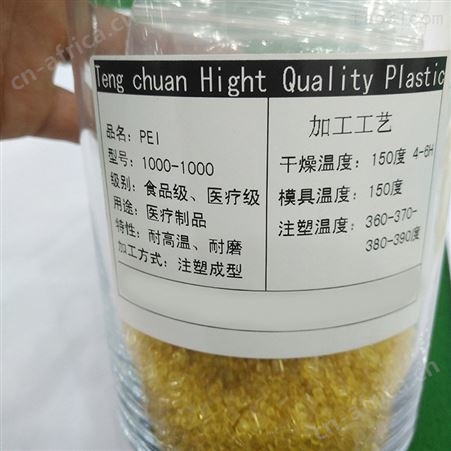 Teng chuan Hight Quality Plastic
品名: PEI
型号: 1000-1000
级别: 食品级、医疗级
用途: 医疗制品
特性: 耐高温、耐磨
加工方式: 注塑成型
加工工艺
干燥温度: 150度 4-6H
模具温度: 150度
注塑温度: 360-370-
380-390度
cn-africa.com